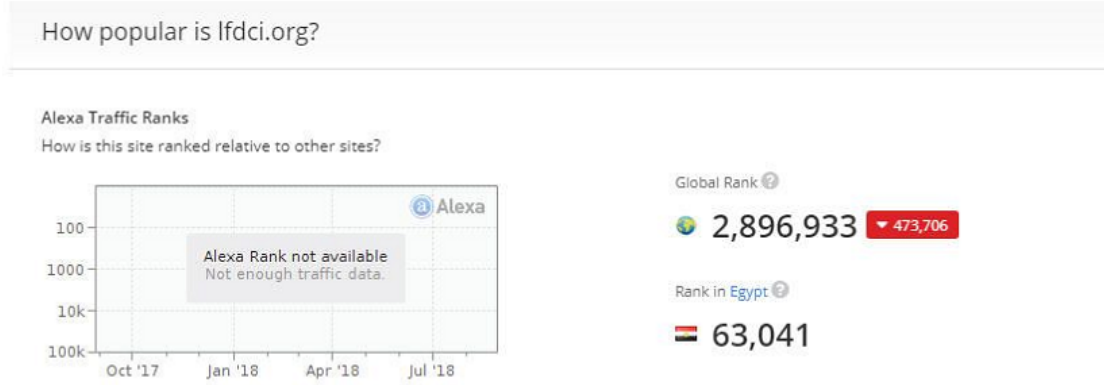 How popular is lfdci.org?
Alexa Traffic Ranks
How is this site ranked relative to other sites?
a Alexa
100
1000
10k
100k
Alexa Rank not available
Not enough traffic data.
Oct '17 Jan '18 Apr '18 Jul '18
Global Rank ?
2,896,933 473,706
Rank in Egypt ?
63,041